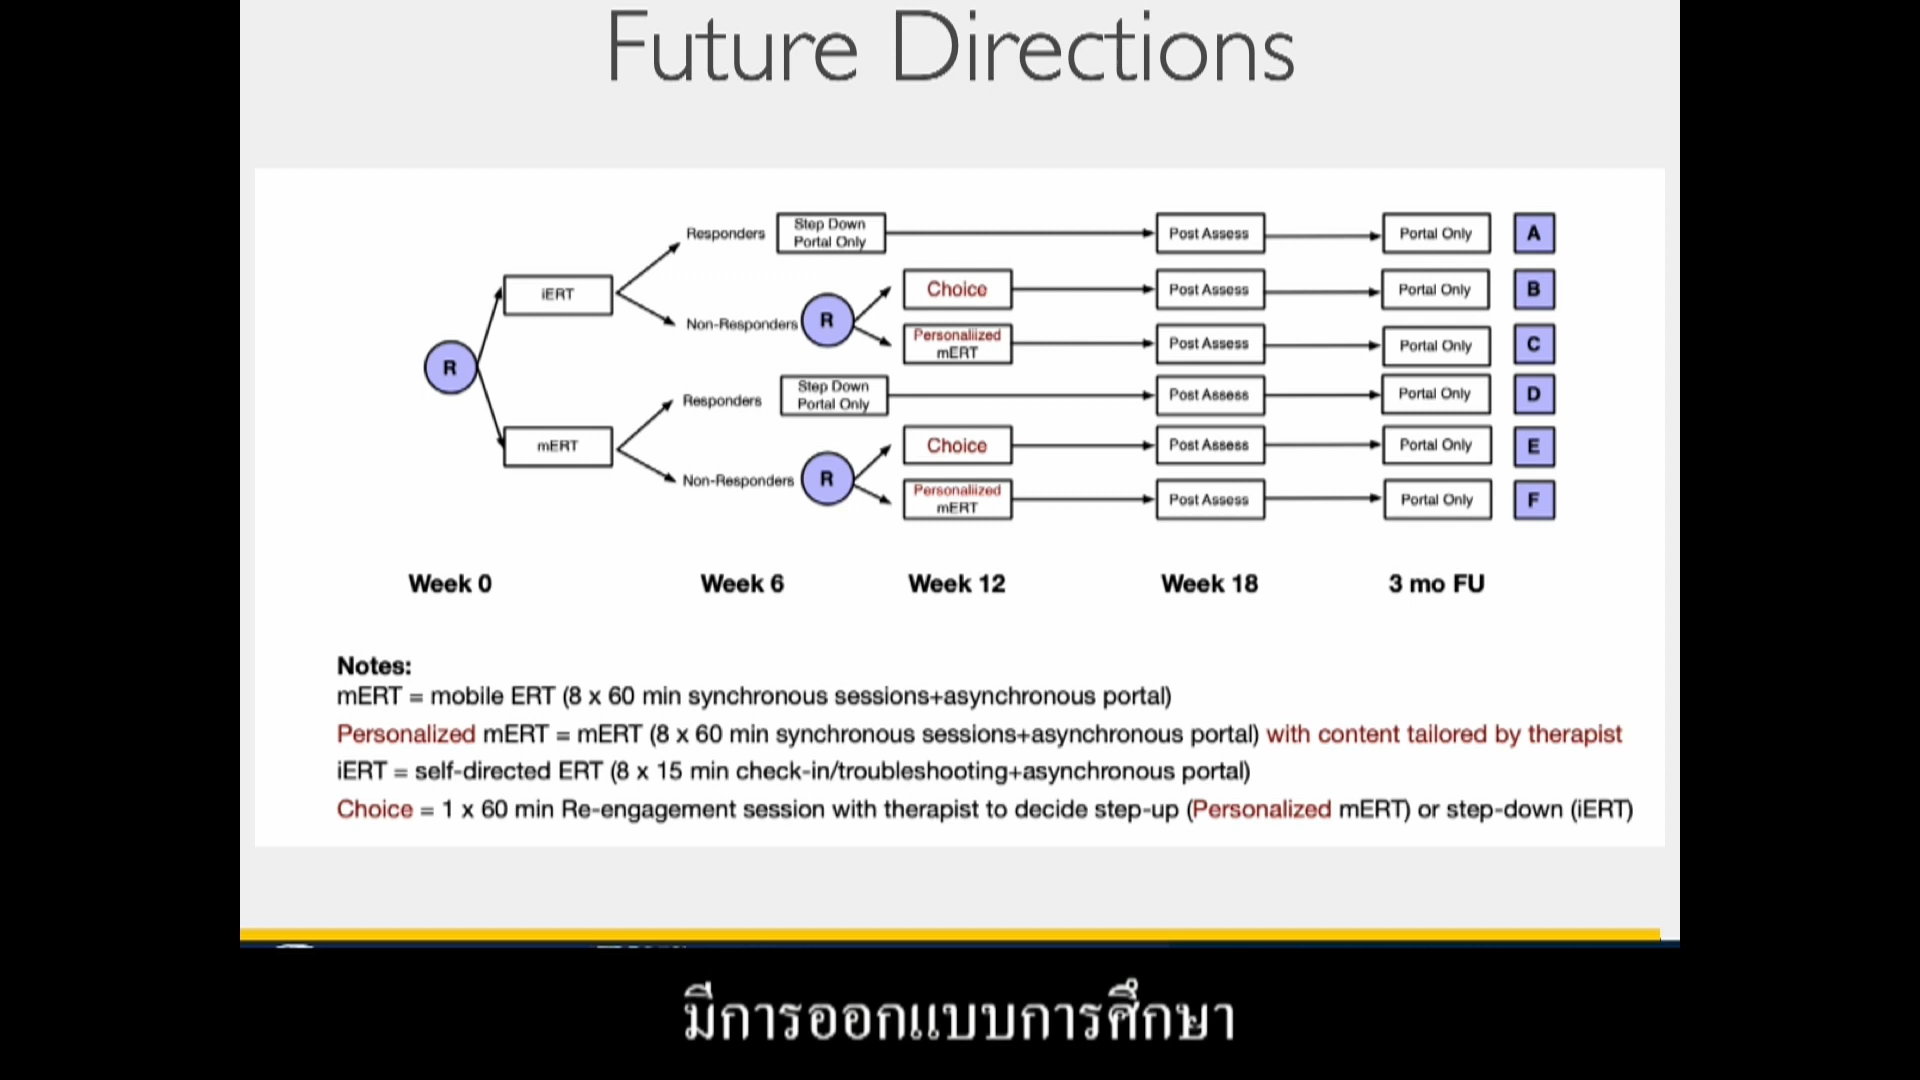 Future Directions
Responders
Step Down
Portal Only
Post Assess
Portal Only
A
iERT
Non-Responders
R
Choice
Post Assess
Portal Only
B
Personaliized
mERT
Post Assess
Portal Only
C
R
Responders
Step Down
Portal Only
Post Assess
Portal Only
D
mERT
Non-Responders
R
Choice
Post Assess
Portal Only
E
Personaliized
mERT
Post Assess
Portal Only
F
Week 0
Week 6
Week 12
Week 18
3 mo FU
Notes:
mERT = mobile ERT (8 x 60 min synchronous sessions+asynchronous portal)
Personalized mERT = mERT (8 x 60 min synchronous sessions+asynchronous portal) with content tailored by therapist
iERT = self-directed ERT (8 x 15 min check-in/troubleshooting+asynchronous portal)
Choice = 1 x 60 min Re-engagement session with therapist to decide step-up (Personalized mERT) or step-down (iERT)
มีการออกแบบการศึกษา